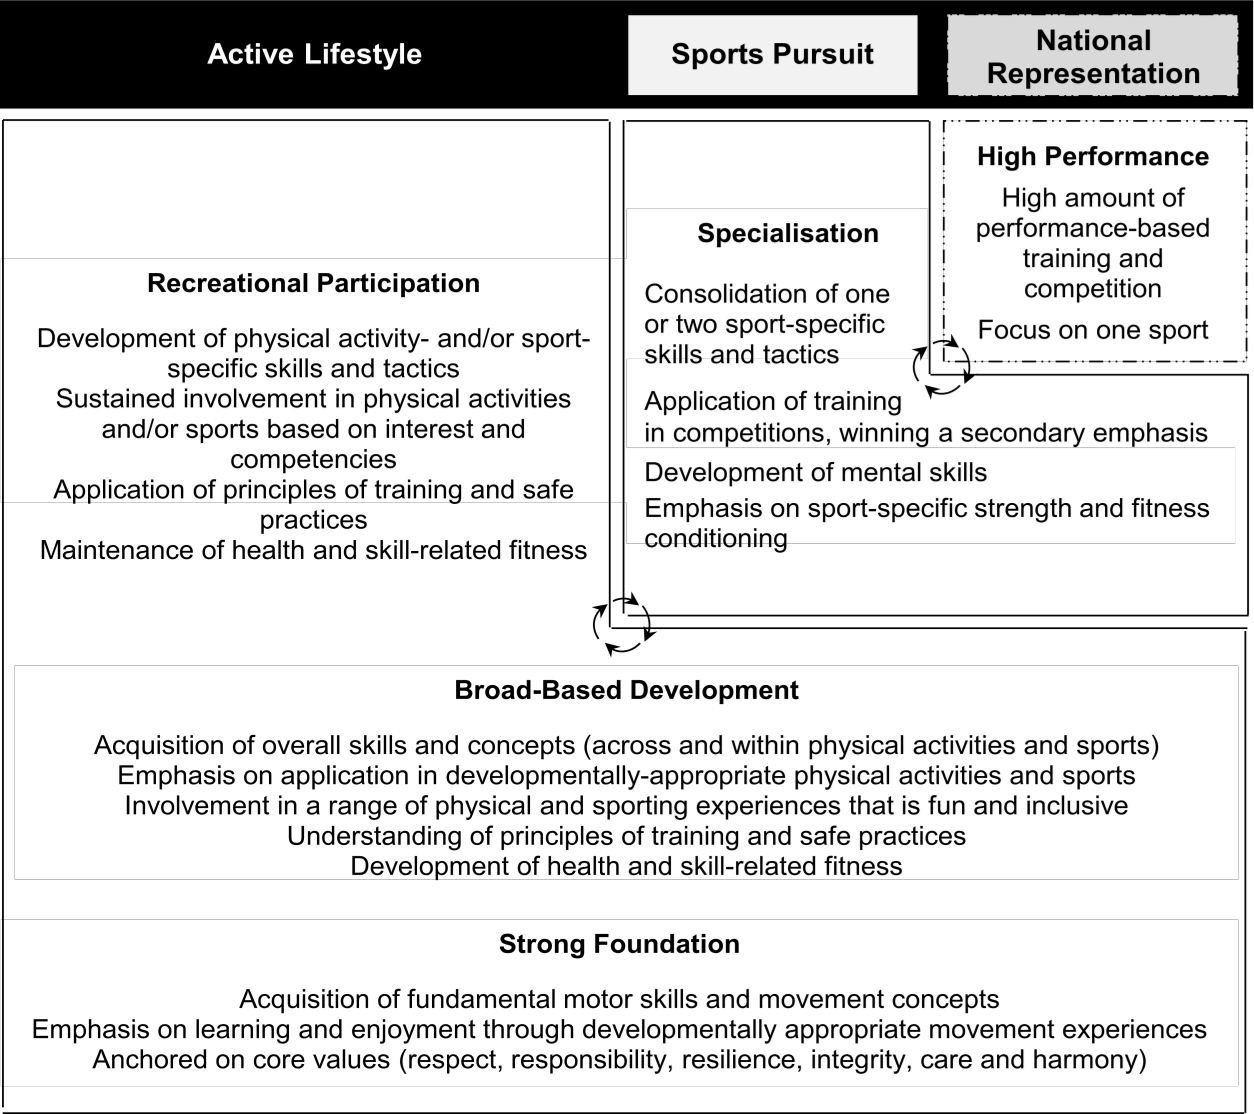 Active Lifestyle
Sports Pursuit
National
Representation
High Performance
High amount of
performance-based
training and
competition
Focus on one sport
Specialisation
Consolidation of one
or two sport-specific
skills and tactics
Application of training
in competitions, winning a secondary emphasis
Development of mental skills
Emphasis on sport-specific strength and fitness
conditioning
Recreational Participation
Development of physical activity- and/or sport-
specific skills and tactics
Sustained involvement in physical activities
and/or sports based on interest and
competencies
Application of principles of training and safe
practices
Maintenance of health and skill-related fitness
Broad-Based Development
Acquisition of overall skills and concepts (across and within physical activities and sports)
Emphasis on application in developmentally-appropriate physical activities and sports
Involvement in a range of physical and sporting experiences that is fun and inclusive
Understanding of principles of training and safe practices
Development of health and skill-related fitness
Strong Foundation
Acquisition of fundamental motor skills and movement concepts
Emphasis on learning and enjoyment through developmentally appropriate movement experiences
Anchored on core values (respect, responsibility, resilience, integrity, care and harmony)